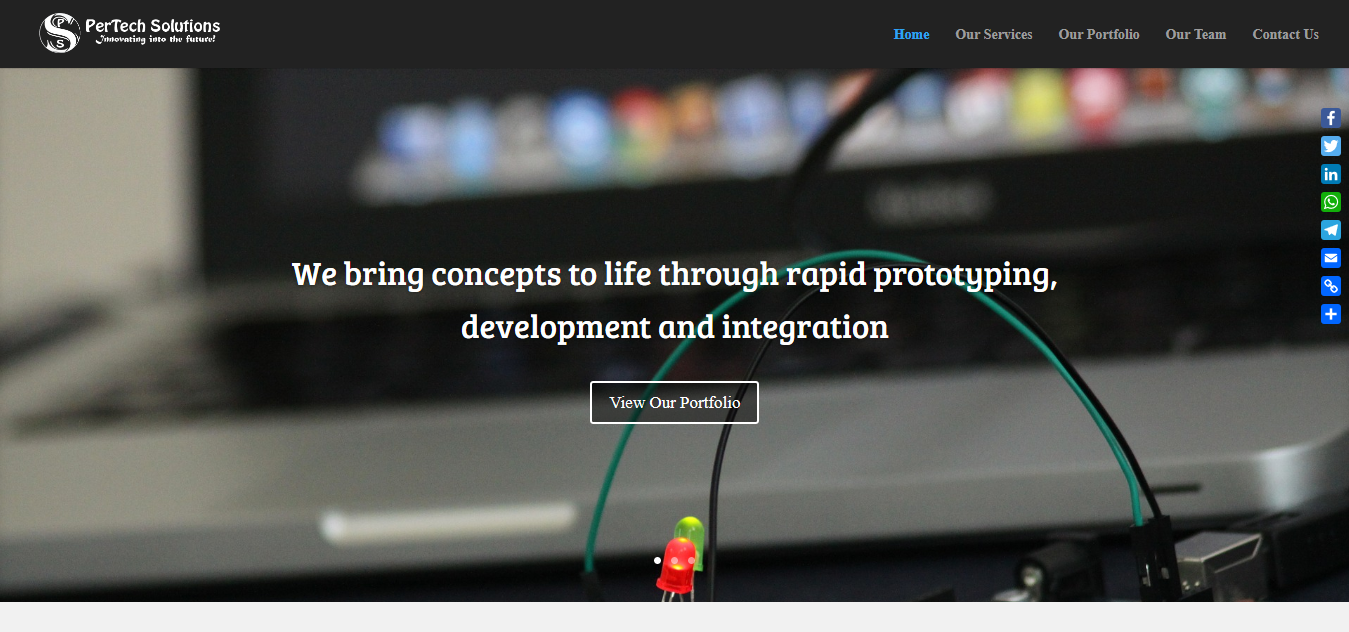 P
S
PerTech Solutions
Innovating into the future!
Home
Our Services
Our Portfolio
Our Team
Contact Us
We bring concepts to life through rapid prototyping,
development and integration
View Our Portfolio